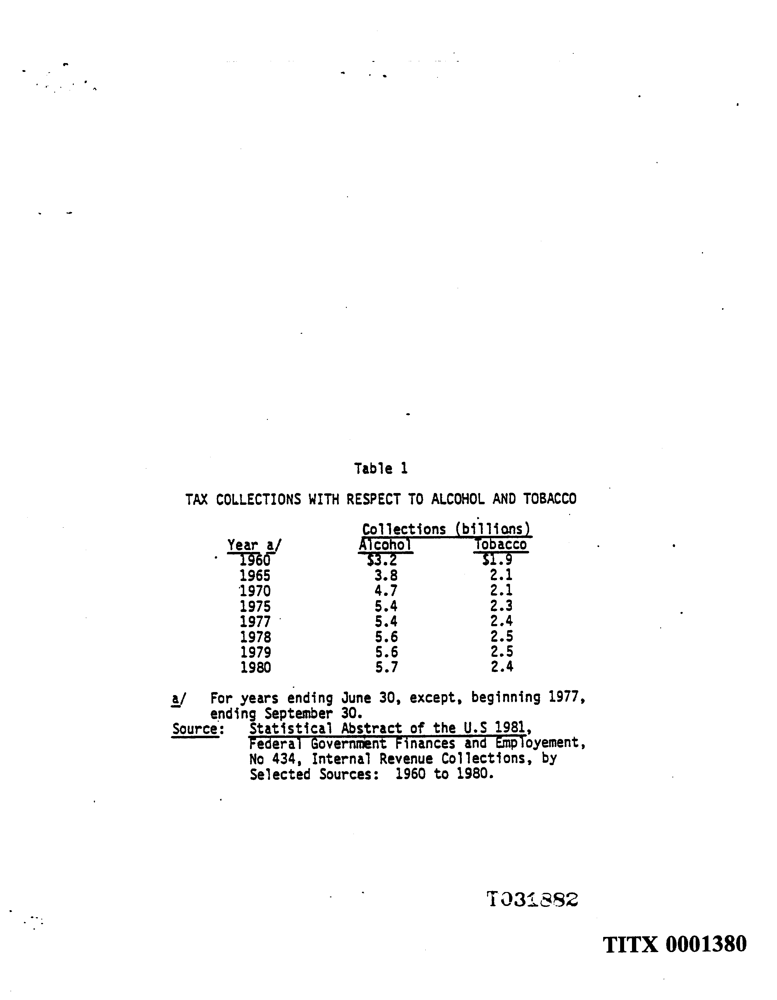 Table 1
TAX COLLECTIONS WITH RESPECT TO ALCOHOL AND TOBACCO
Collections (billions)
Year a/ Alcohol Tobacco
1960 $3.2 $1.9
1965 3.8 2.1
1970 4.7 2.1
1975 5.4 2.3
1977 5.4 2.4
1978 5.6 2.5
1979 5.6 2.5
1980 5.7 2.4
a/ For years ending June 30, except, beginning 1977,
ending September 30.
Source: Statistical Abstract of the U.S 1981,
Federal Government Finances and Employement,
No 434, Internal Revenue Collections, by
Selected Sources: 1960 to 1980.
T031882
TITX 0001380